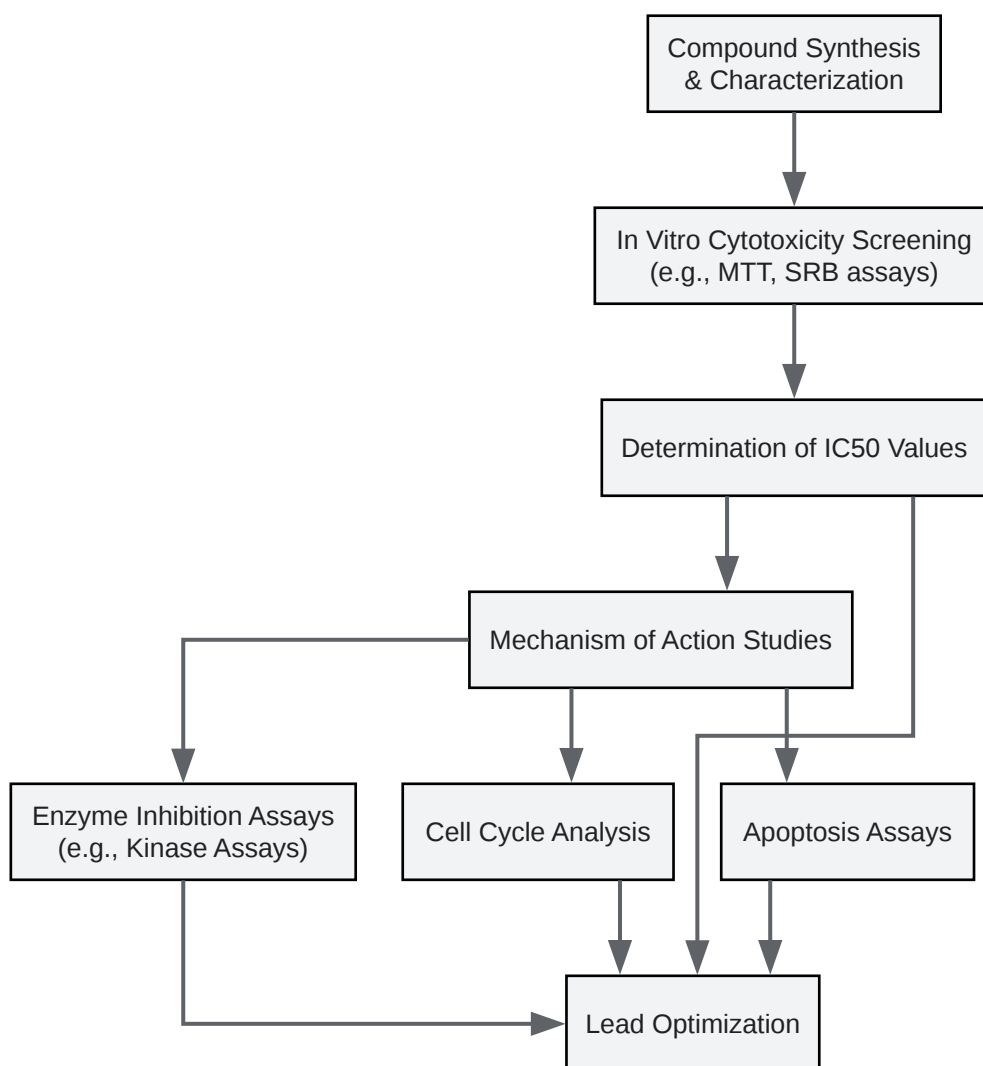 Compound Synthesis
& Characterization
In Vitro Cytotoxicity Screening
(e.g., MTT, SRB assays)
Determination of IC50 Values
Mechanism of Action Studies
Enzyme Inhibition Assays
(e.g., Kinase Assays)
Cell Cycle Analysis
Apoptosis Assays
Lead Optimization